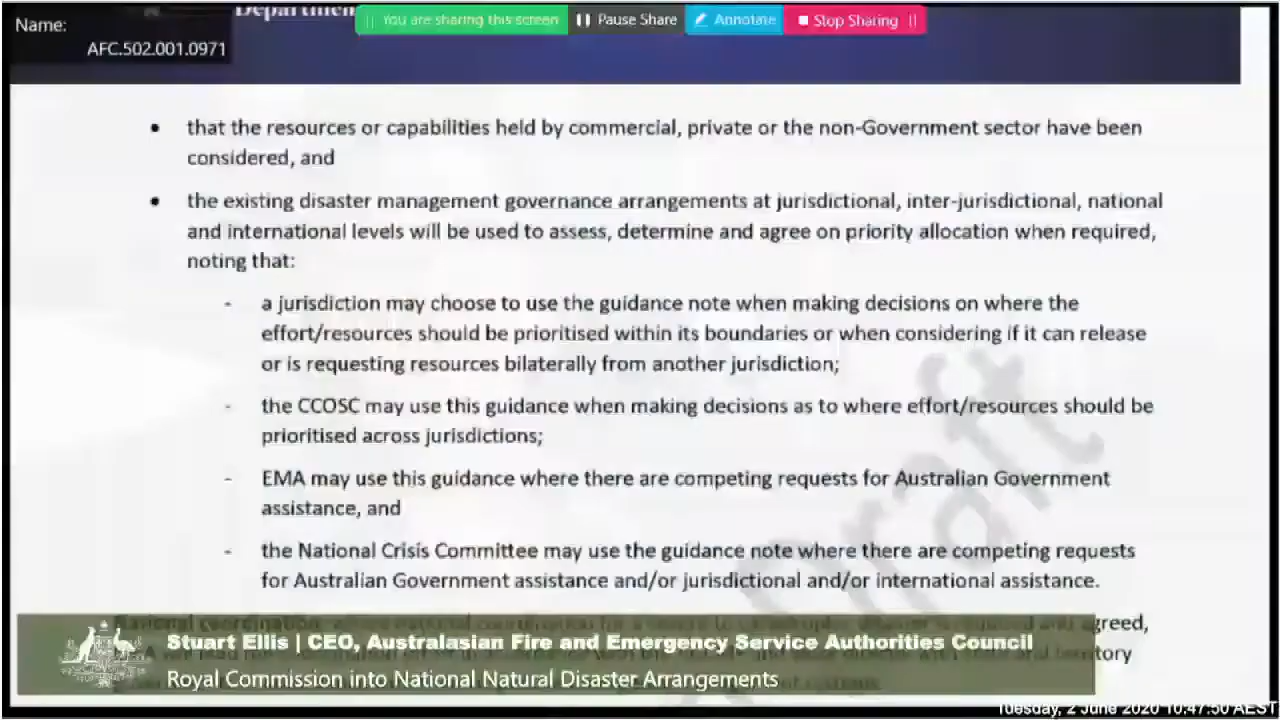 Name:
AFC.502.001.0971
Department
You are sharing this screen Pause Share Annotate Stop Sharing
• that the resources or capabilities held by commercial, private or the non-Government sector have been
considered, and
• the existing disaster management governance arrangements at jurisdictional, inter-jurisdictional, national
and international levels will be used to assess, determine and agree on priority allocation when required,
noting that:
- a jurisdiction may choose to use the guidance note when making decisions on where the
effort/resources should be prioritised within its boundaries or when considering if it can release
or is requesting resources bilaterally from another jurisdiction;
- the CCOSC may use this guidance when making decisions as to where effort/resources should be
prioritised across jurisdictions;
- EMA may use this guidance where there are competing requests for Australian Government
assistance, and
- the National Crisis Committee may use the guidance note where there are competing requests
for Australian Government assistance and/or jurisdictional and/or international assistance.
Draft
National coordination agreed,
territory
Stuart Ellis | CEO, Australasian Fire and Emergency Service Authorities Council
Royal Commission into National Natural Disaster Arrangements
Tuesday, 2 June 2020 10:47:50 AEST